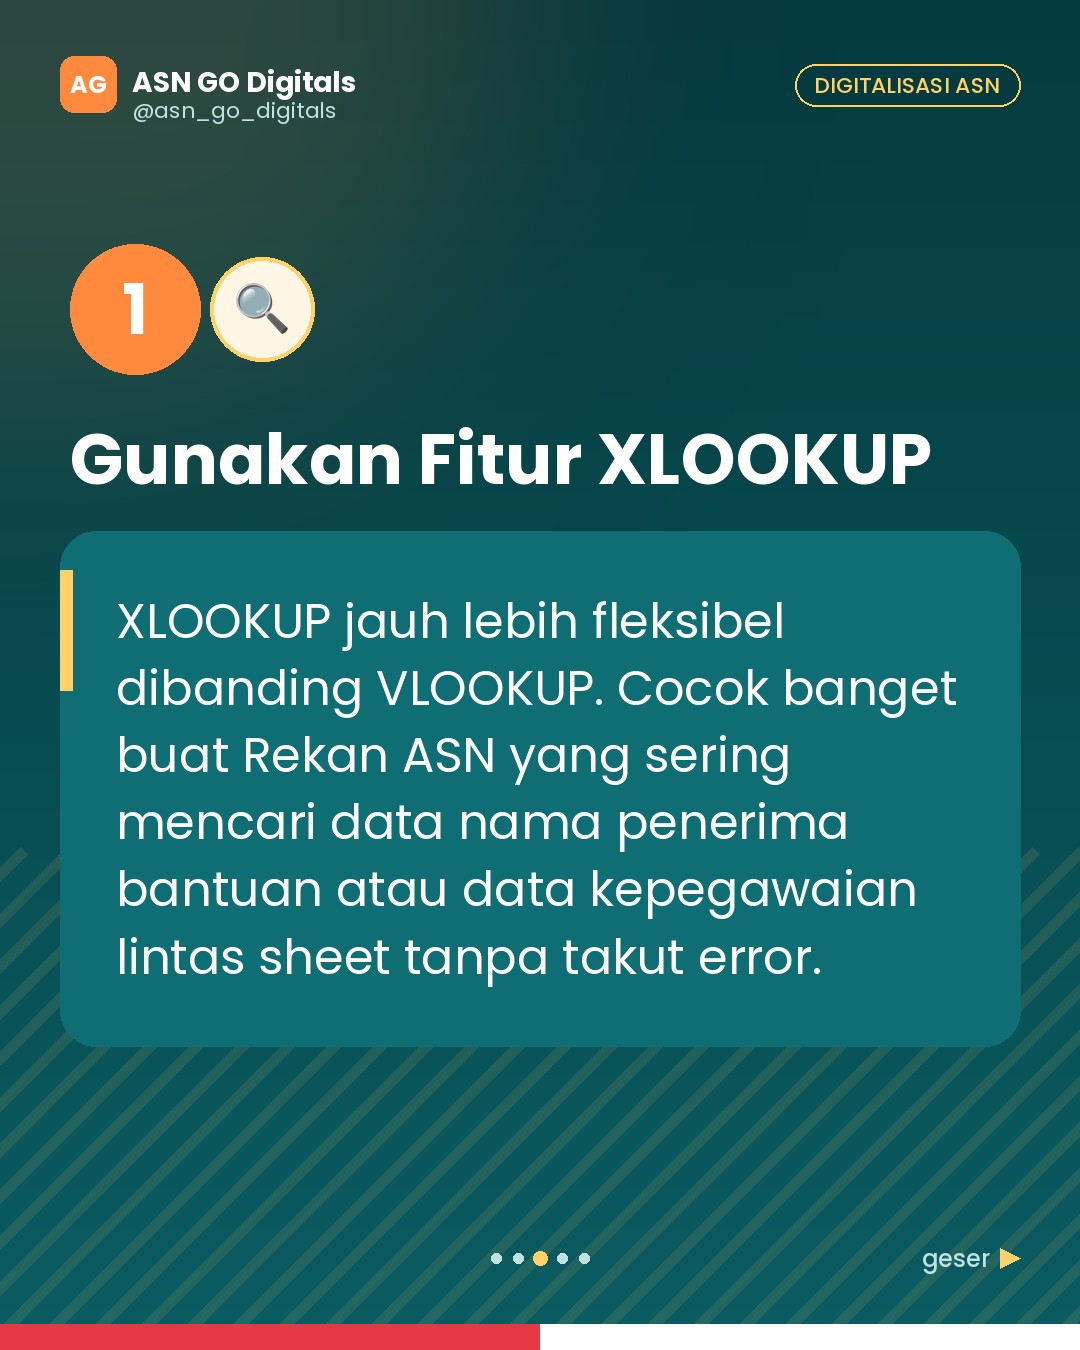 AG
ASN GO Digitals
@asn_go_digitals
DIGITALISASI ASN
1
Gunakan Fitur XLOOKUP
XLOOKUP jauh lebih fleksibel
dibanding VLOOKUP. Cocok banget
buat Rekan ASN yang sering
mencari data nama penerima
bantuan atau data kepegawaian
lintas sheet tanpa takut error.
geser